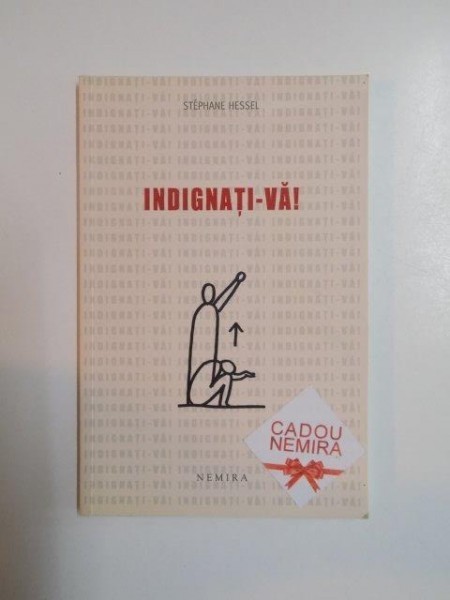 STÉPHANE HESSEL
INDIGNAȚI-VĂ!
CADOU
NEMIRA
NEMIRA